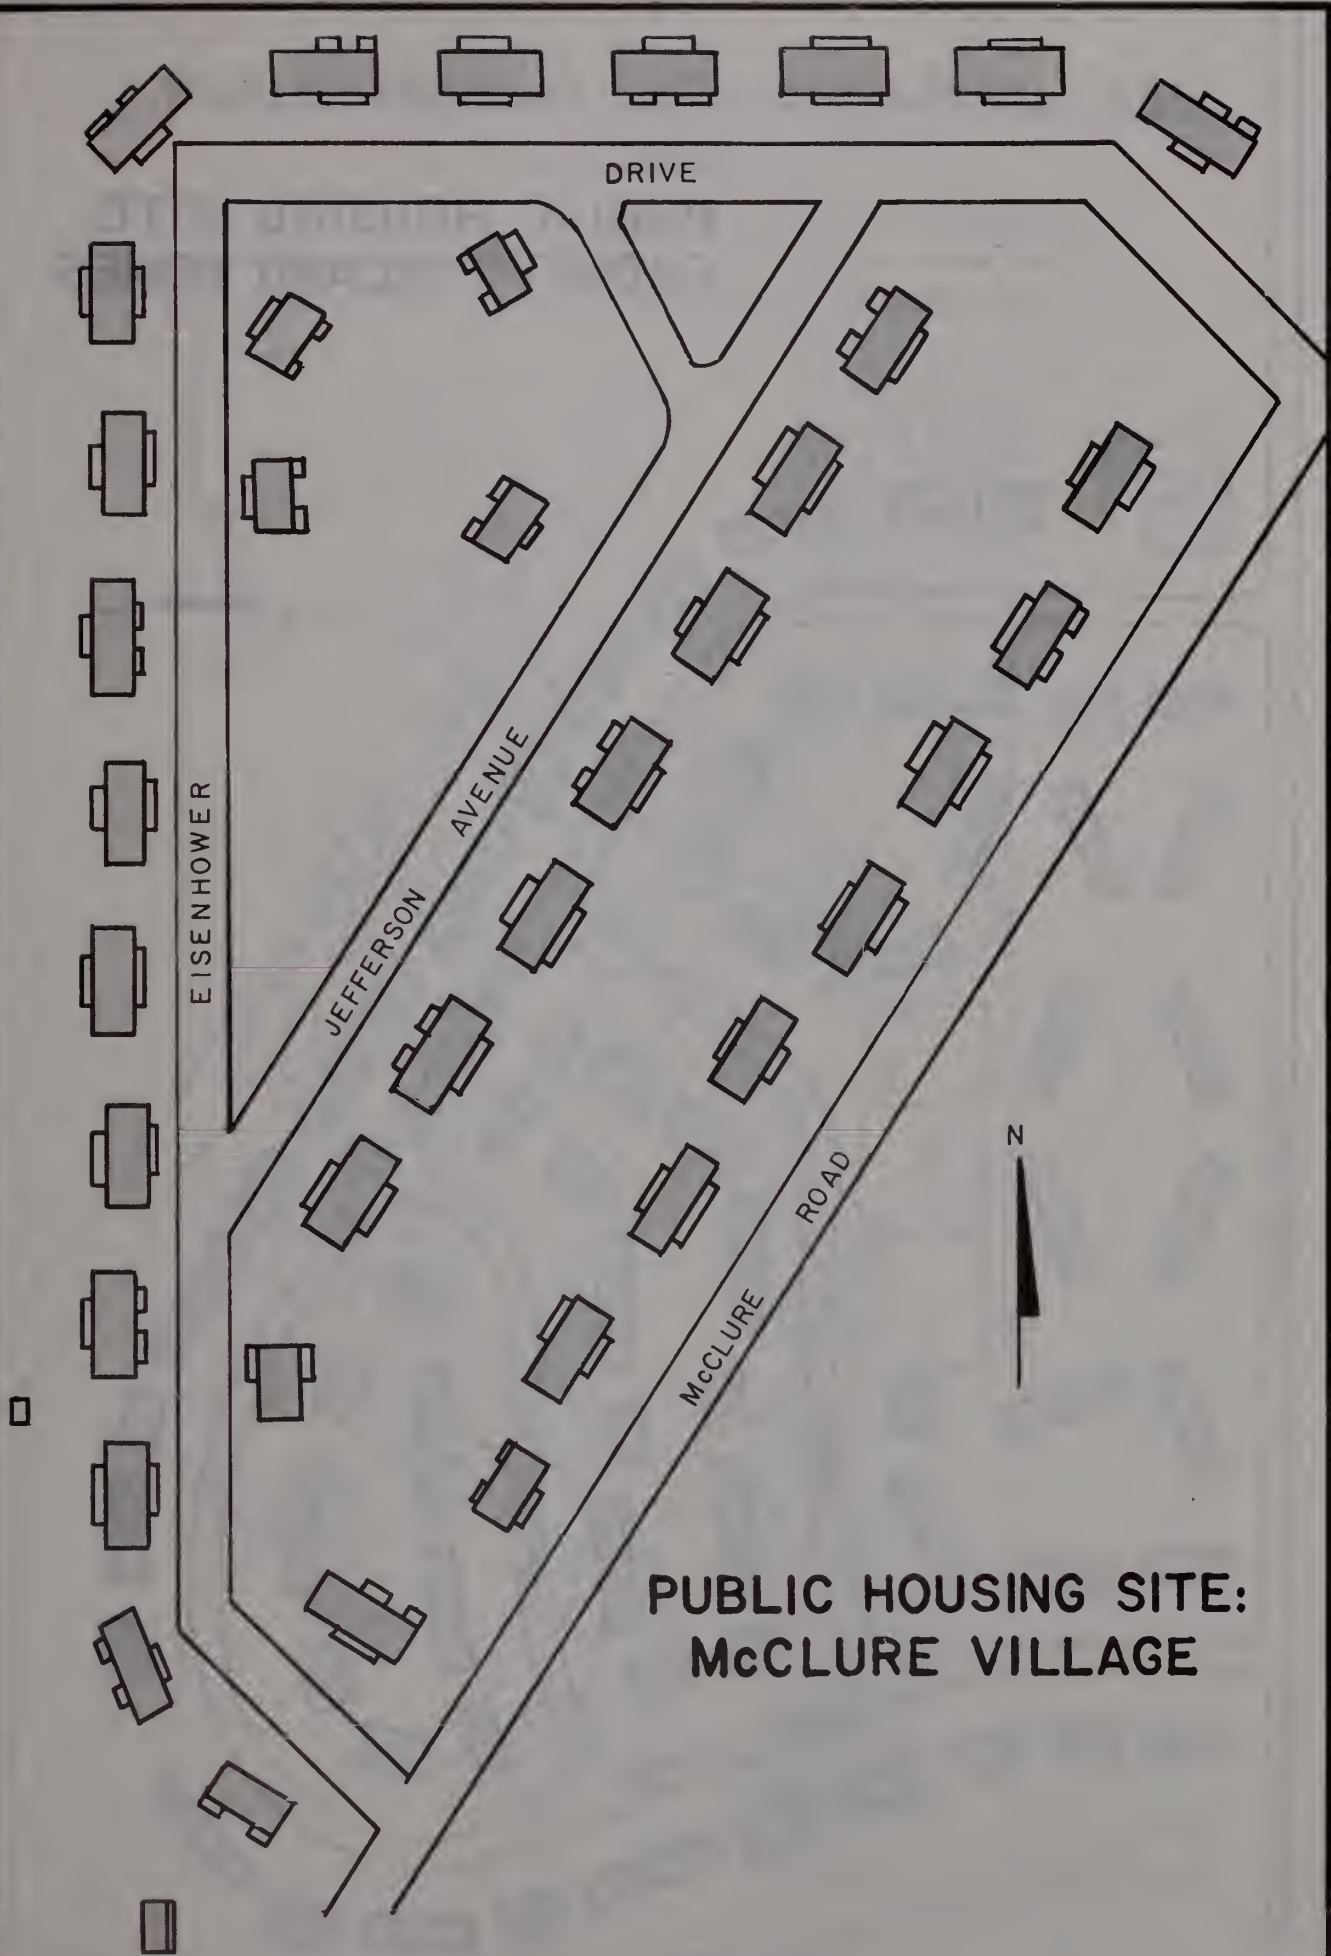 DRIVE
EISENHOWER
JEFFERSON AVENUE
McCLURE ROAD
N
PUBLIC HOUSING SITE:
McCLURE VILLAGE